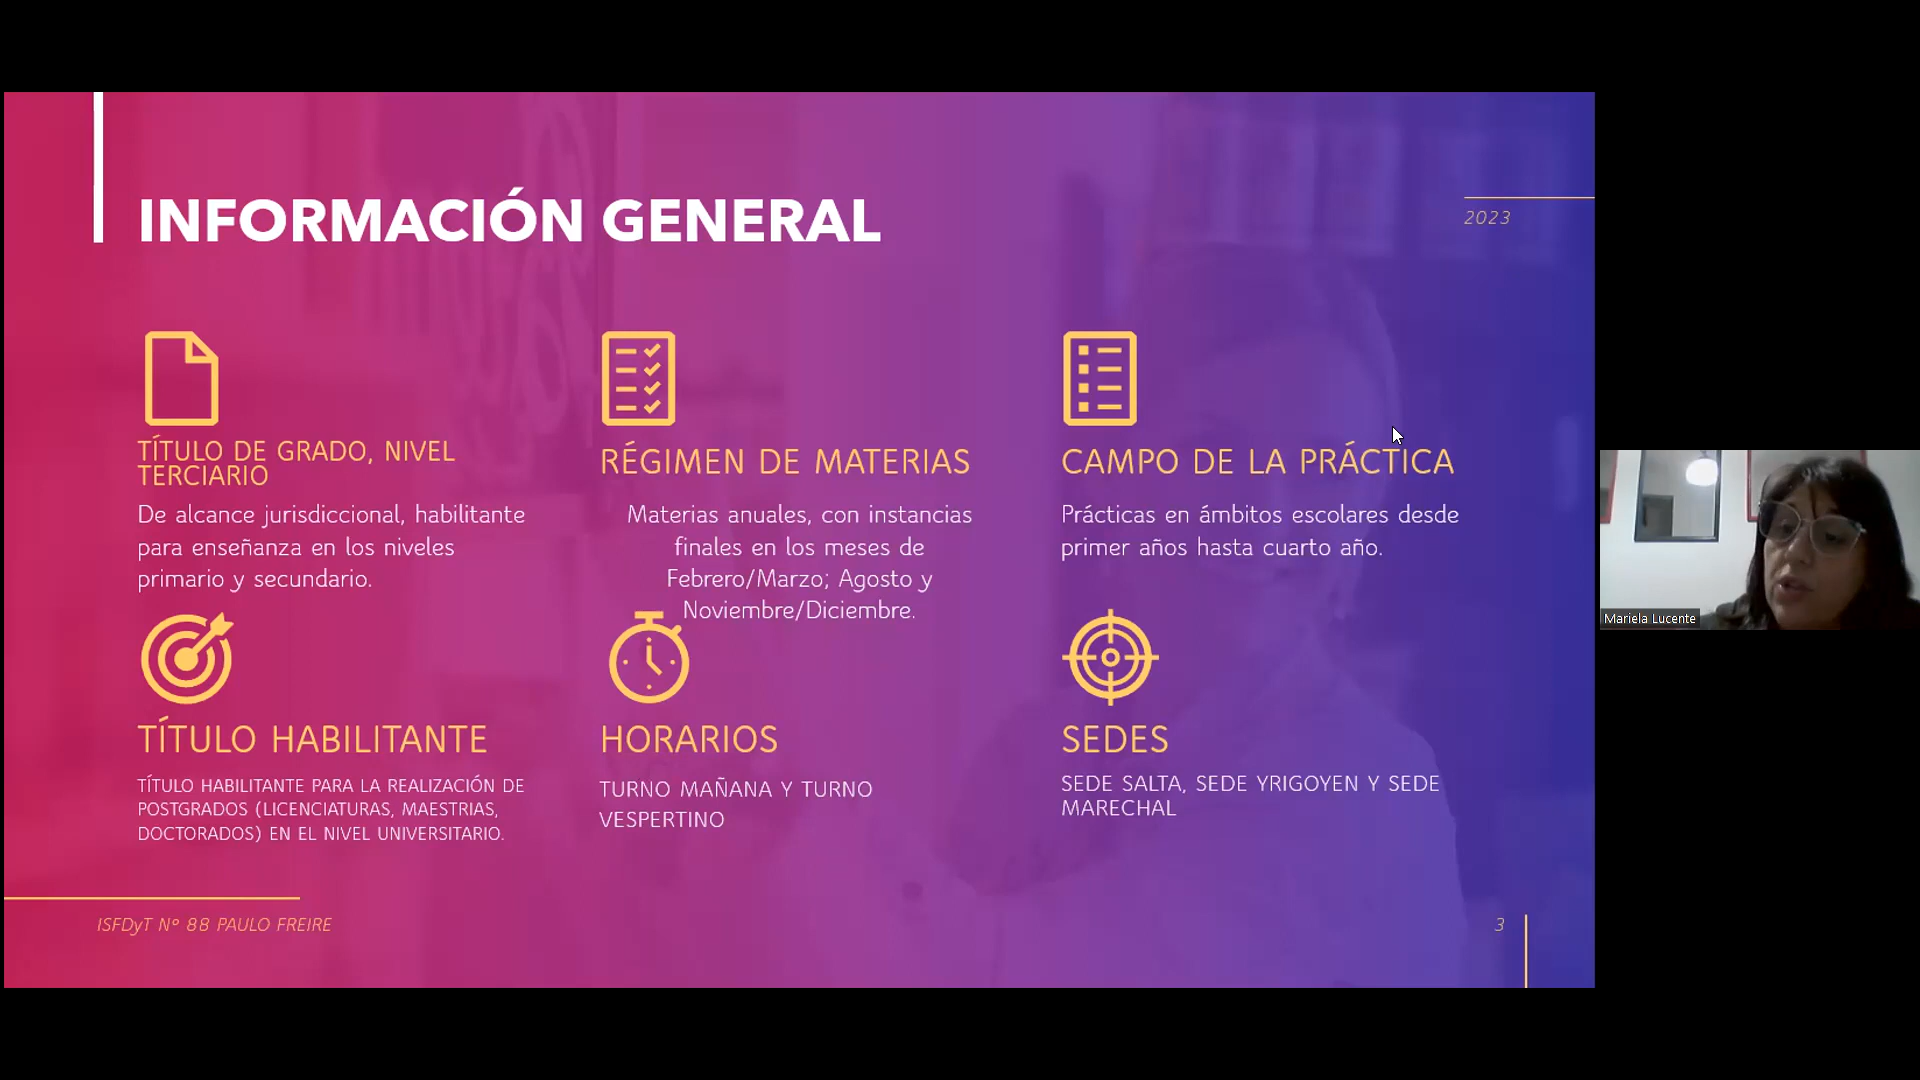 INFORMACIÓN GENERAL
2023
TÍTULO DE GRADO, NIVEL
TERCIARIO
De alcance jurisdiccional, habilitante
para enseñanza en los niveles
primario y secundario.
RÉGIMEN DE MATERIAS
Materias anuales, con instancias
finales en los meses de
Febrero/Marzo; Agosto y
Noviembre/Diciembre.
CAMPO DE LA PRÁCTICA
Prácticas en ámbitos escolares desde
primer años hasta cuarto año.
TÍTULO HABILITANTE
TÍTULO HABILITANTE PARA LA REALIZACIÓN DE
POSTGRADOS (LICENCIATURAS, MAESTRIAS,
DOCTORADOS) EN EL NIVEL UNIVERSITARIO.
HORARIOS
TURNO MAÑANA Y TURNO
VESPERTINO
SEDES
SEDE SALTA, SEDE YRIGOYEN Y SEDE
MARECHAL
ISFDyT Nº 88 PAULO FREIRE
3
Mariela Lucente